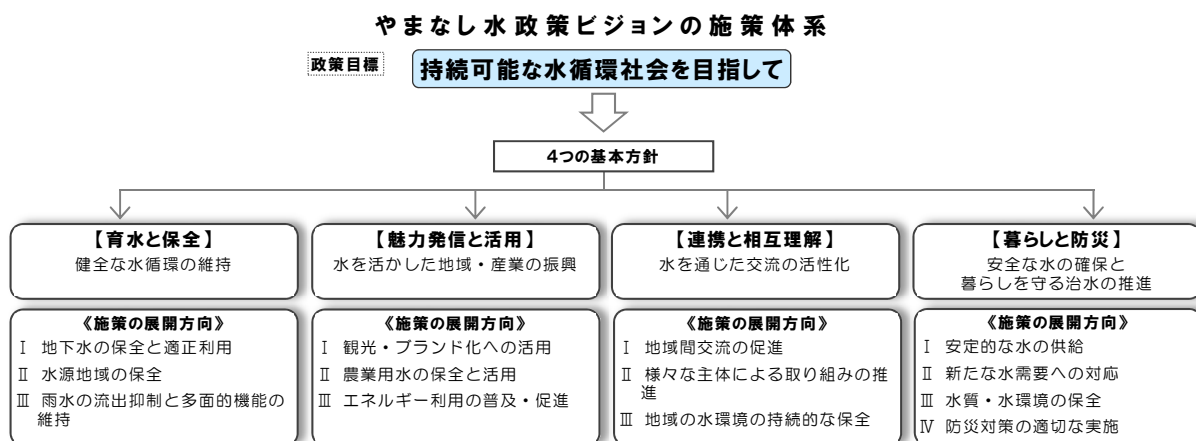 やまなし水政策ビジョンの施策体系
政策目標
持続可能な水循環社会を目指して
4つの基本方針
【育水と保全】
健全な水循環の維持
【魅力発信と活用】
水を活かした地域・産業の振興
【連携と相互理解】
水を通じた交流の活性化
【暮らしと防災】
安全な水の確保と
暮らしを守る治水の推進
《施策の展開方向》
Ⅰ 地下水の保全と適正利用
Ⅱ 水源地域の保全
Ⅲ 雨水の流出抑制と多面的機能の
維持
《施策の展開方向》
Ⅰ 観光・ブランド化への活用
Ⅱ 農業用水の保全と活用
Ⅲ エネルギー利用の普及・促進
《施策の展開方向》
Ⅰ 地域間交流の促進
Ⅱ 様々な主体による取り組みの推
進
Ⅲ 地域の水環境の持続的な保全
《施策の展開方向》
Ⅰ 安定的な水の供給
Ⅱ 新たな水需要への対応
Ⅲ 水質・水環境の保全
Ⅳ 防災対策の適切な実施